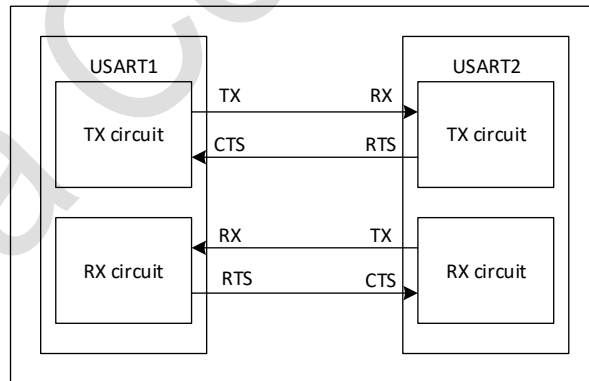 USART1 USART2
TX RX
TX circuit TX circuit
CTS RTS
RX TX
RX circuit RX circuit
RTS CTS